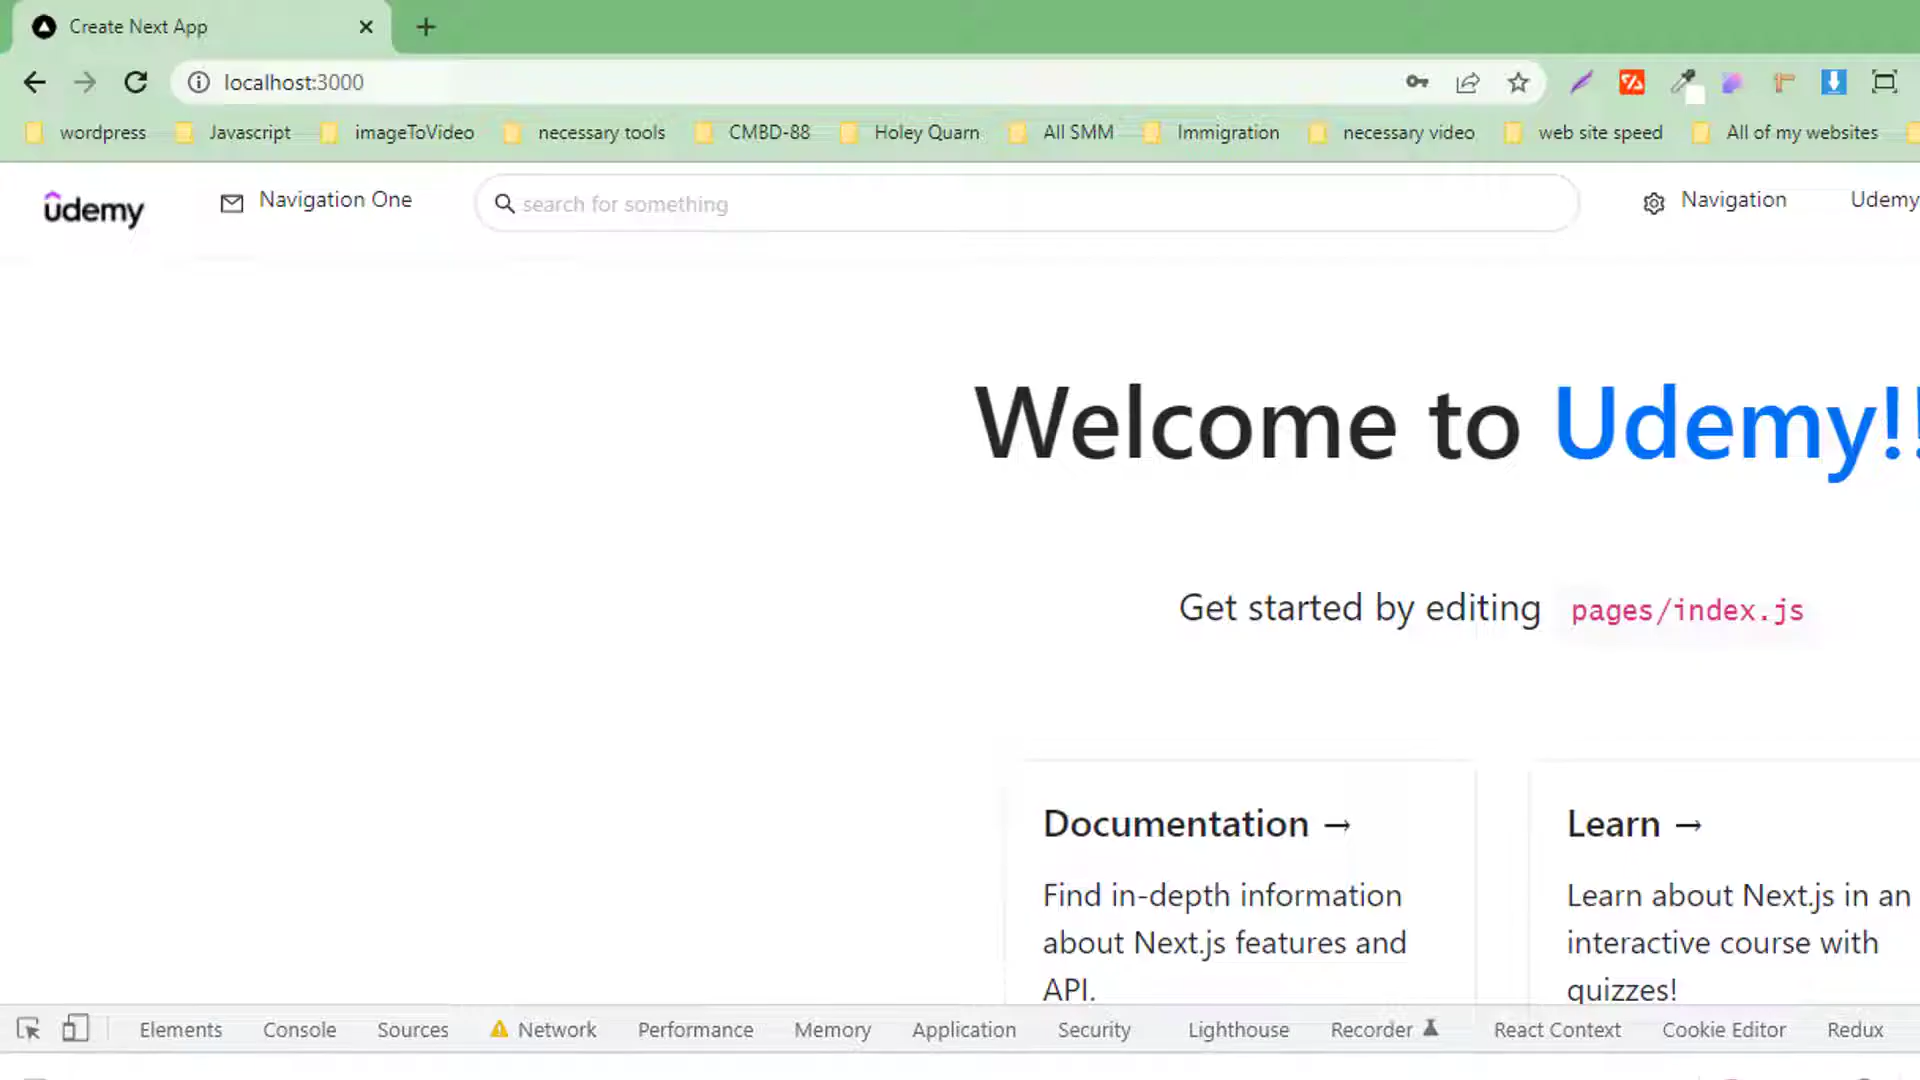 Create Next App
localhost:3000
wordpress Javascript imageToVideo necessary tools CMBD-88 Holey Quarn All SMM Immigration necessary video web site speed All of my websites
udemy Navigation One search for something Navigation Udemy
Welcome to Udemy!!
Get started by editing pages/index.js
Documentation → Learn →
Find in-depth information
about Next.js features and
API.
Learn about Next.js in an
interactive course with
quizzes!
Elements Console Sources Network Performance Memory Application Security Lighthouse Recorder React Context Cookie Editor Redux